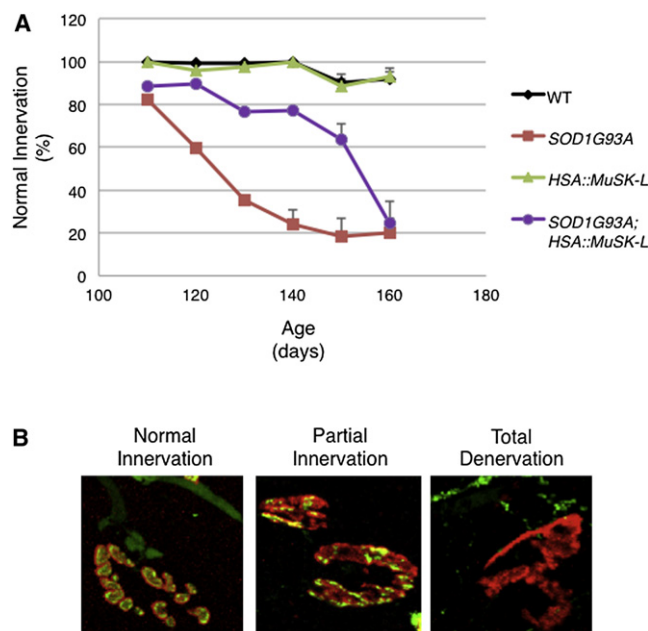 A
Normal Innervation
(%)
120
100
80
60
40
20
0
100
120
140
160
180
Age
(days)
WT
SOD1G93A
HSA::MuSK-L
SOD1G93A;
HSA::MuSK-L
B
Normal
Innervation
Partial
Innervation
Total
Denervation